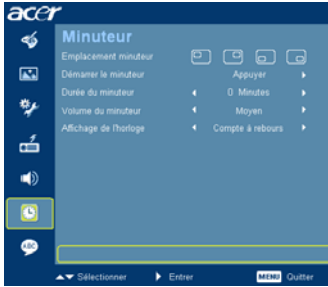 acer
Minuteur
Emplacement minuteur
Démarrer le minuteur Appuyer
Durée du minuteur 0 Minutes
Volume du minuteur Moyen
Affichage de l'horloge Compte à rebours
ABC
Sélectionner Entrer MENU Quitter